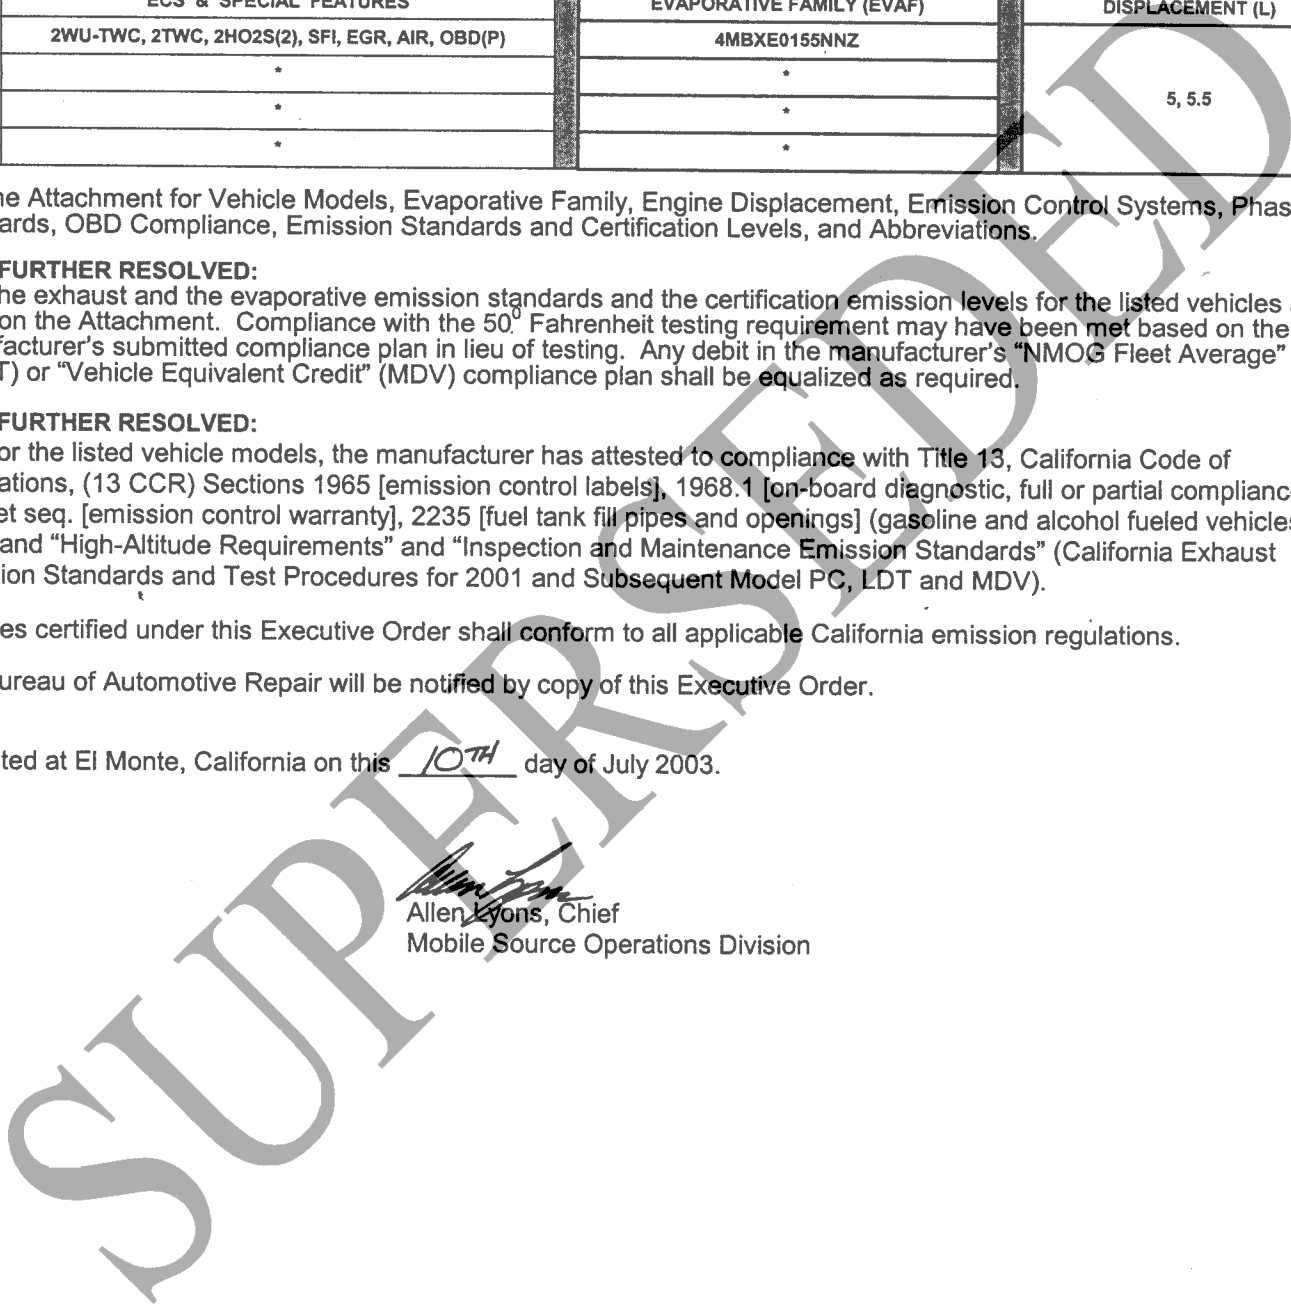 ECS & SPECIAL FEATURES EVAPORATIVE FAMILY (EVAF) DISPLACEMENT (L)
2WU-TWC, 2TWC, 2HO2S(2), SFI, EGR, AIR, OBD(P) 4MBXE0155NNZ
* *
* * 5, 5.5
* *
he Attachment for Vehicle Models, Evaporative Family, Engine Displacement, Emission Control Systems, Phas
ards, OBD Compliance, Emission Standards and Certification Levels, and Abbreviations.
FURTHER RESOLVED:
he exhaust and the evaporative emission standards and the certification emission levels for the listed vehicles
on the Attachment. Compliance with the 50⁰ Fahrenheit testing requirement may have been met based on the
facturer's submitted compliance plan in lieu of testing. Any debit in the manufacturer's “NMOG Fleet Average”
T) or “Vehicle Equivalent Credit” (MDV) compliance plan shall be equalized as required.
FURTHER RESOLVED:
or the listed vehicle models, the manufacturer has attested to compliance with Title 13, California Code of
ations, (13 CCR) Sections 1965 [emission control labels], 1968.1 [on-board diagnostic, full or partial complianc
et seq. [emission control warranty], 2235 [fuel tank fill pipes and openings] (gasoline and alcohol fueled vehicles
and “High-Altitude Requirements” and “Inspection and Maintenance Emission Standards” (California Exhaust
ion Standards and Test Procedures for 2001 and Subsequent Model PC, LDT and MDV).
es certified under this Executive Order shall conform to all applicable California emission regulations.
ureau of Automotive Repair will be notified by copy of this Executive Order.
ted at El Monte, California on this 10TH day of July 2003.
Allen Lyons, Chief
Mobile Source Operations Division
SUPERSEDED